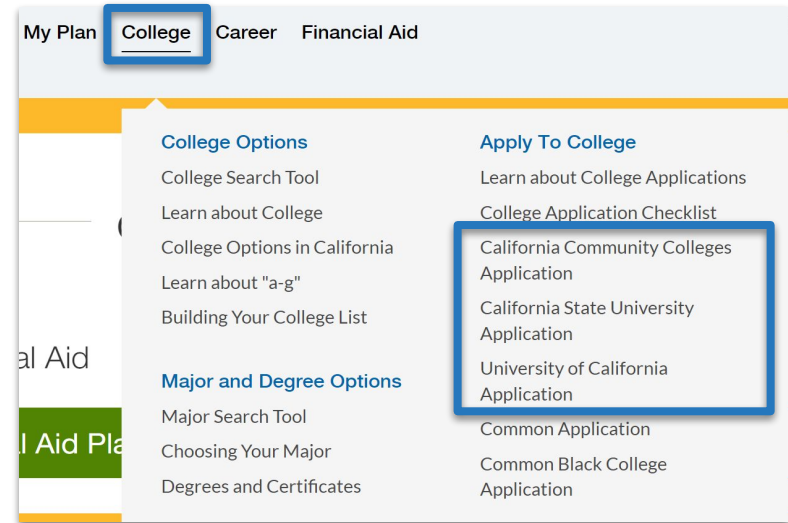 My Plan College Career Financial Aid
College Options
College Search Tool
Learn about College
College Options in California
Learn about "a-g"
Building Your College List
Major and Degree Options
Major Search Tool
Choosing Your Major
Degrees and Certificates
Apply To College
Learn about College Applications
College Application Checklist
California Community Colleges
Application
California State University
Application
University of California
Application
Common Application
Common Black College
Application
al Aid
l Aid Pla